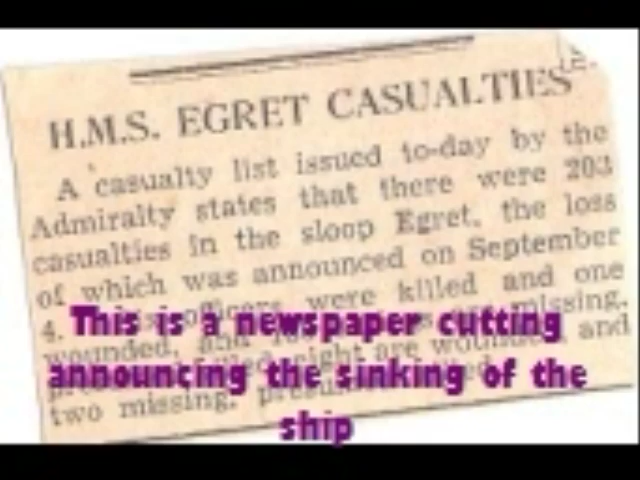 H.M.S. EGRET CASUALTIES
A casualty list issued to-day by the
Admiralty states that there were 203
casualties in the sloop Egret, the loss
of which was announced on September
4. officers were killed and one
wounded, and missing,
eight are wounded and
two missing,
This is a newspaper cutting
announcing the sinking of the
ship